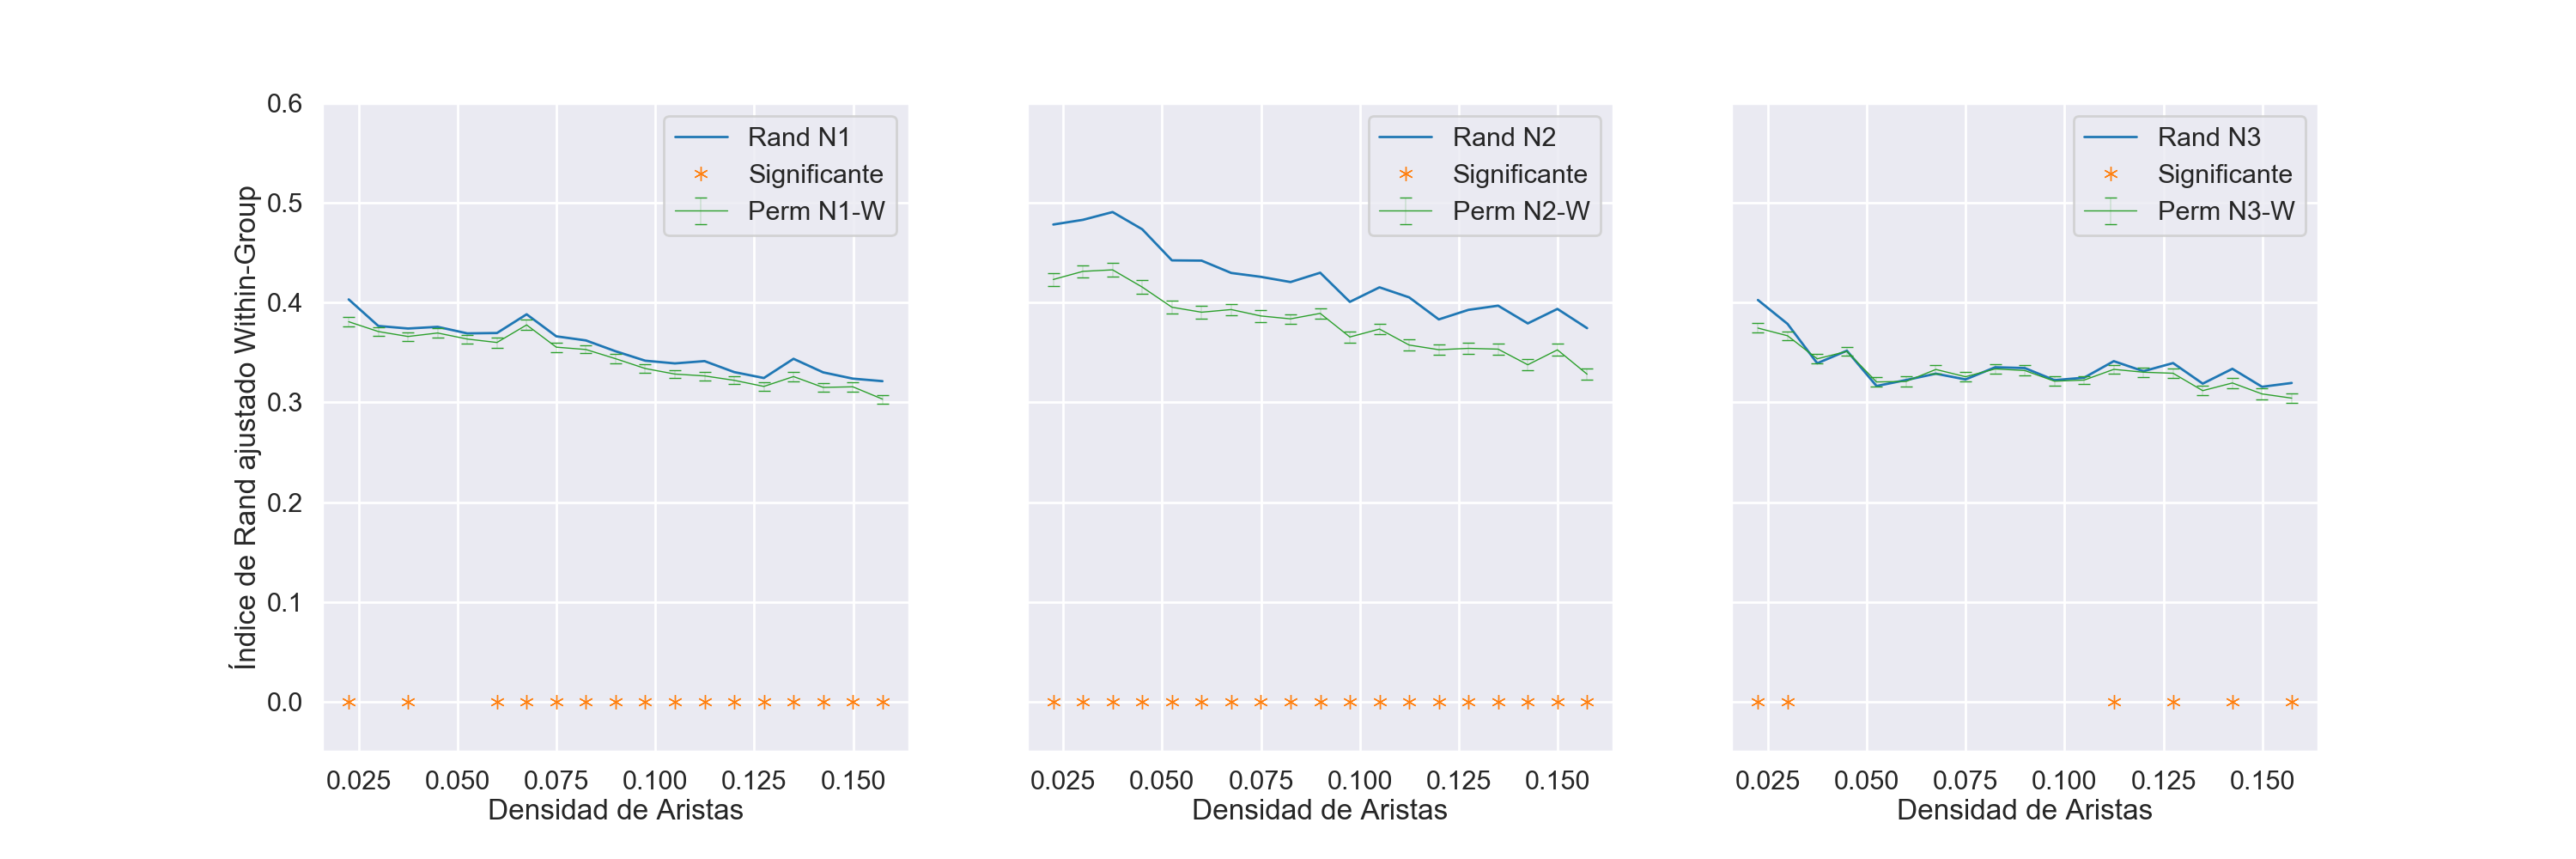 Índice de Rand ajustado Within-Group
0.6
0.5
0.4
0.3
0.2
0.1
0.0
Rand N1
Significante
Perm N1-W
0.025 0.050 0.075 0.100 0.125 0.150
Densidad de Aristas
Rand N2
Significante
Perm N2-W
0.025 0.050 0.075 0.100 0.125 0.150
Densidad de Aristas
Rand N3
Significante
Perm N3-W
0.025 0.050 0.075 0.100 0.125 0.150
Densidad de Aristas